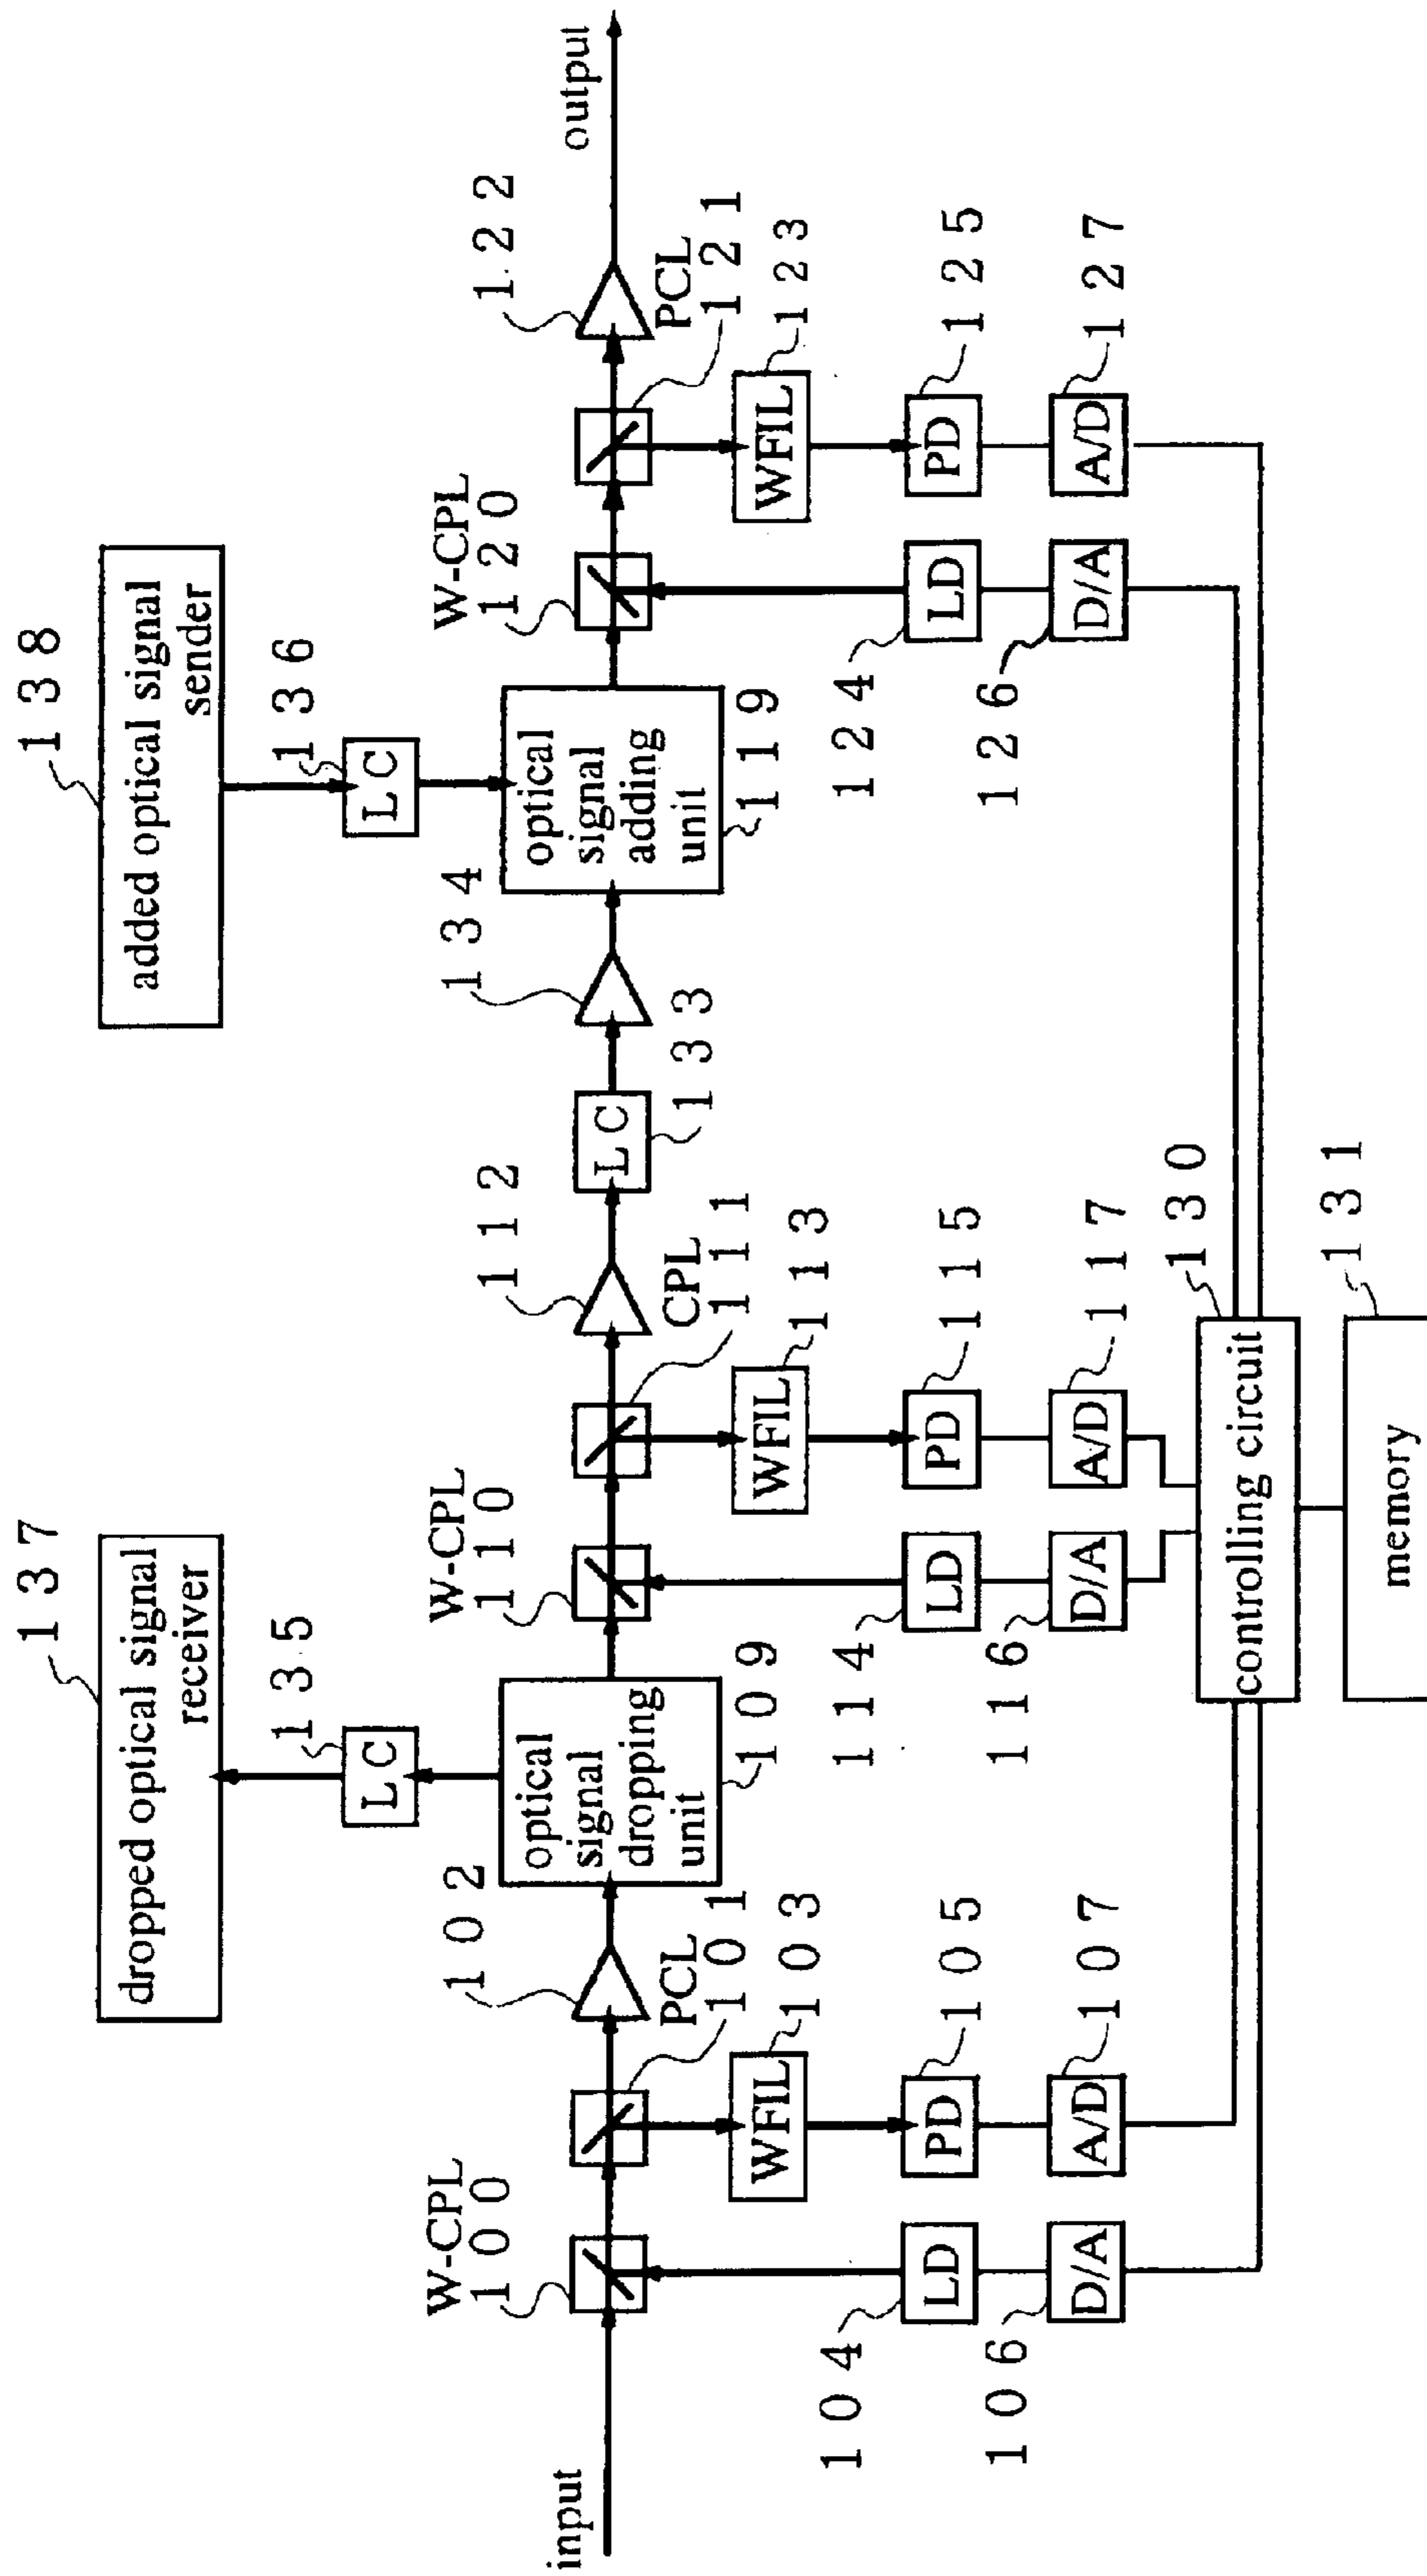 138
added optical signal
sender
137
dropped optical signal
receiver
136
LC
135
LC
W-CPL
100
PCL
101
102
optical
signal
dropping
unit
109
W-CPL
110
CPL
111
112
LC
133
134
optical
signal
adding
unit
119
W-CPL
120
PCL
121
122
input
output
WFIL
103
WFIL
113
WFIL
123
104
LD
PD
105
114
LD
PD
115
124
LD
PD
125
106
D/A
A/D
107
116
D/A
A/D
117
126
D/A
A/D
127
controlling circuit
130
memory
131